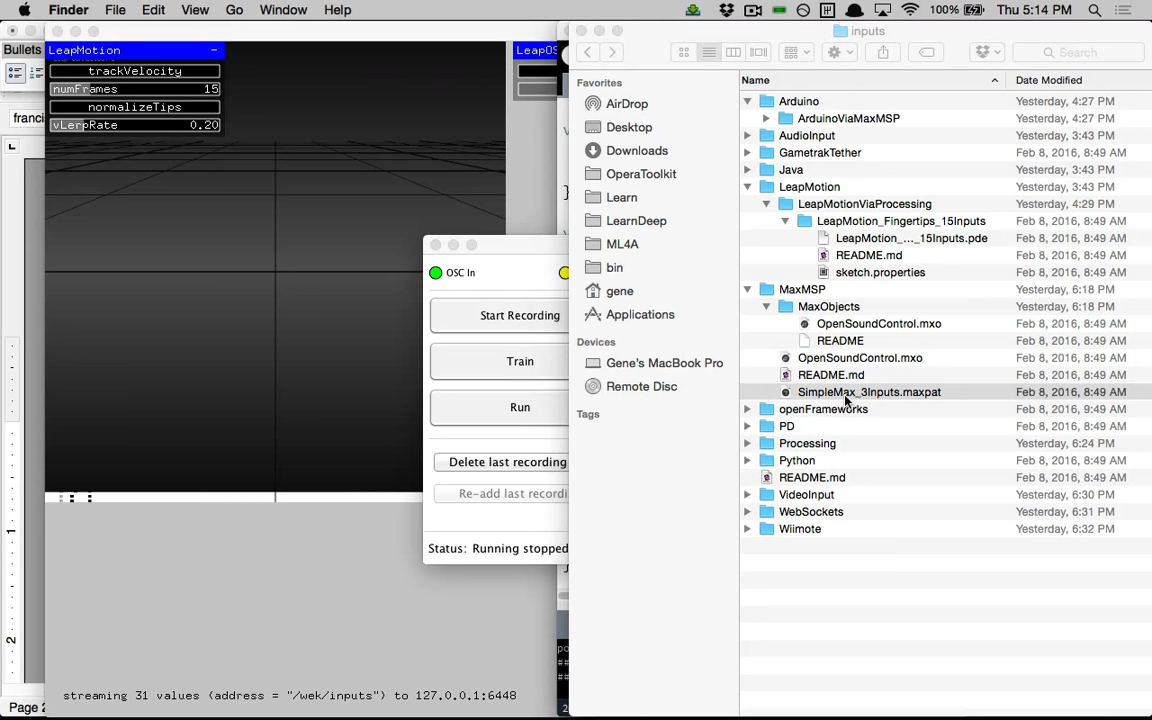 Finder File Edit View Go Window Help 100% Thu 5:14 PM
Bullets
franci
Page 2
2
LeapMotion -
trackVelocity
numFrames 15
normalizeTips
vLerpRate 0.20
LeapOS
streaming 31 values (address = "/wek/inputs") to 127.0.0.1:6448
OSC In
Start Recording
Train
Run
Delete last recording
Re-add last recordi
Status: Running stopped
inputs
Search
Favorites
AirDrop
Desktop
Downloads
OperaToolkit
Learn
LearnDeep
ML4A
bin
gene
Applications
Devices
Gene's MacBook Pro
Remote Disc
Tags
Name Date Modified
Arduino Yesterday, 4:27 PM
ArduinoViaMaxMSP Yesterday, 4:27 PM
AudioInput Yesterday, 3:43 PM
GametrakTether Feb 8, 2016, 8:49 AM
Java Yesterday, 3:43 PM
LeapMotion Yesterday, 3:43 PM
LeapMotionViaProcessing Yesterday, 4:29 PM
LeapMotion_Fingertips_15Inputs Feb 8, 2016, 8:49 AM
LeapMotion_..._15Inputs.pde Feb 8, 2016, 8:49 AM
README.md Feb 8, 2016, 8:49 AM
sketch.properties Feb 8, 2016, 8:49 AM
MaxMSP Yesterday, 6:18 PM
MaxObjects Yesterday, 6:18 PM
OpenSoundControl.mxo Feb 8, 2016, 8:49 AM
README Feb 8, 2016, 8:49 AM
OpenSoundControl.mxo Feb 8, 2016, 8:49 AM
README.md Feb 8, 2016, 8:49 AM
SimpleMax_3Inputs.maxpat Feb 8, 2016, 8:49 AM
openFrameworks Feb 8, 2016, 9:49 AM
PD Feb 8, 2016, 8:49 AM
Processing Yesterday, 6:24 PM
Python Feb 8, 2016, 8:49 AM
README.md Feb 8, 2016, 8:49 AM
VideoInput Yesterday, 6:30 PM
WebSockets Yesterday, 6:31 PM
Wiimote Yesterday, 6:32 PM